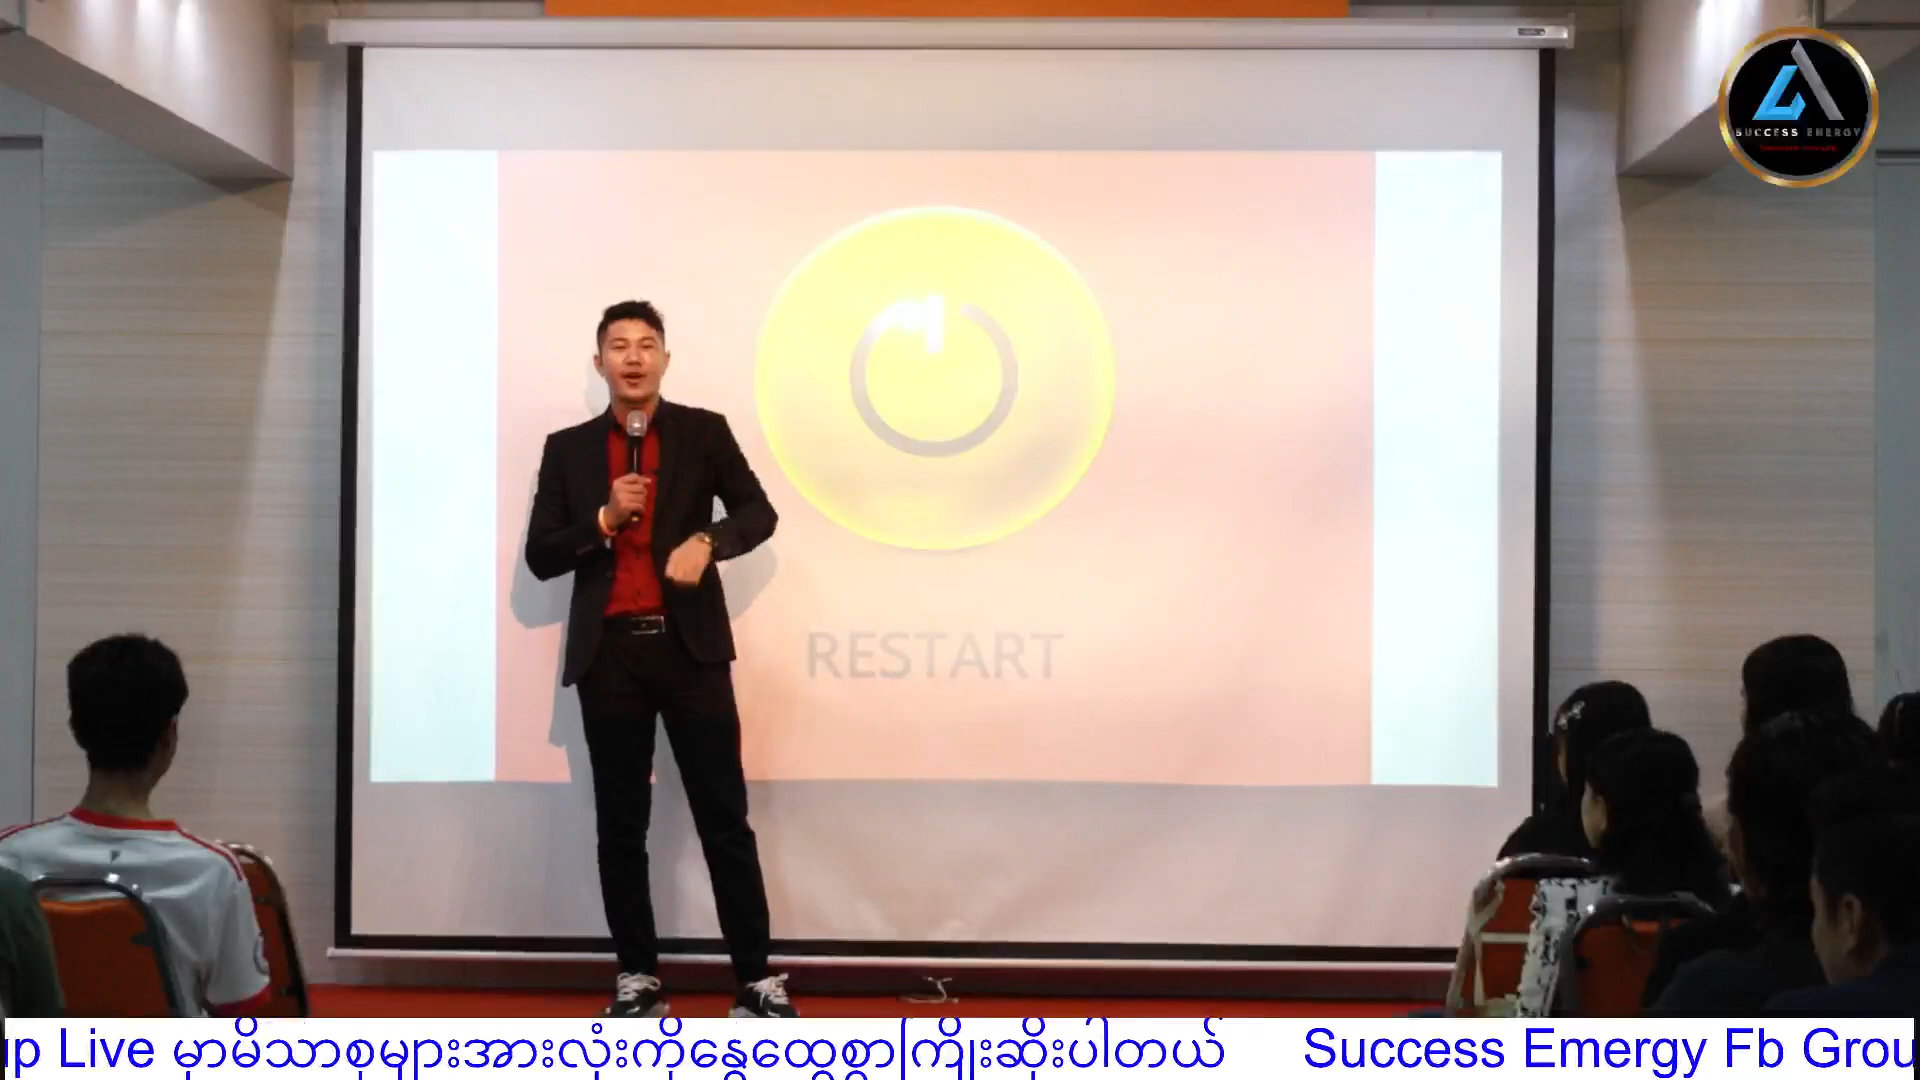 SUCCESS ENERGY
RESTART
up Live မှာမိသားစုများအားလုံးကိုနွေထွေးစွာကြိုးဆိုးပါတယ် Success Emergy Fb Grou